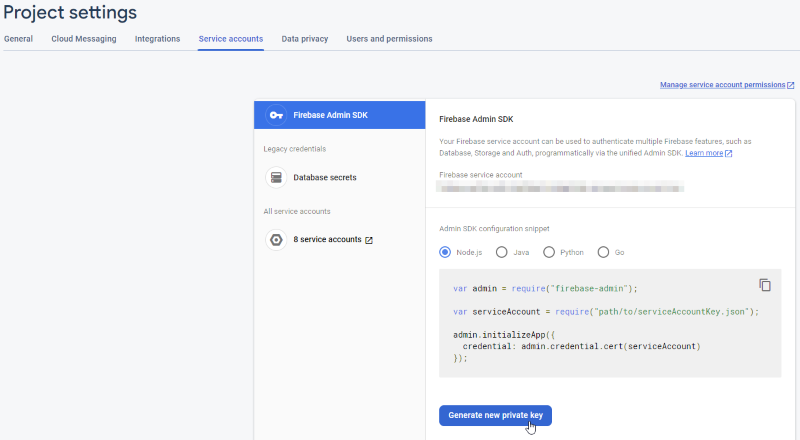 Project settings
General Cloud Messaging Integrations Service accounts Data privacy Users and permissions
Manage service account permissions
Firebase Admin SDK
Legacy credentials
Database secrets
All service accounts
8 service accounts
Firebase Admin SDK
Your Firebase service account can be used to authenticate multiple Firebase features, such as
Database, Storage and Auth, programmatically via the unified Admin SDK. Learn more
Firebase service account
Admin SDK configuration snippet
Node.js Java Python Go
var admin = require("firebase-admin");
var serviceAccount = require("path/to/serviceAccountKey.json");
admin.initializeApp({
  credential: admin.credential.cert(serviceAccount)
});
Generate new private key